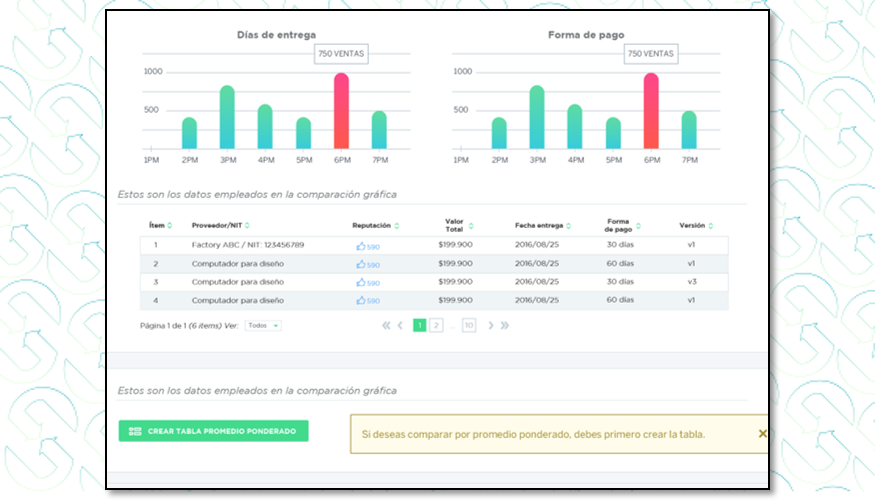 Días de entrega
750 VENTAS
1000
500
1PM 2PM 3PM 4PM 5PM 6PM 7PM
Forma de pago
750 VENTAS
1000
500
1PM 2PM 3PM 4PM 5PM 6PM 7PM
Estos son los datos empleados en la comparación gráfica
Ítem Proveedor/NIT Reputación Valor Total Fecha entrega Forma de pago Versión
1 Factory ABC / NIT: 123456789 590 $199.900 2016/08/25 30 días v1
2 Computador para diseño 590 $199.900 2016/08/25 60 días v1
3 Computador para diseño 590 $199.900 2016/08/25 30 días v3
4 Computador para diseño 590 $199.900 2016/08/25 60 días v1
Página 1 de 1 (6 items) Ver: Todos 1 2 ... 10
Estos son los datos empleados en la comparación gráfica
CREAR TABLA PROMEDIO PONDERADO
Si deseas comparar por promedio ponderado, debes primero crear la tabla.